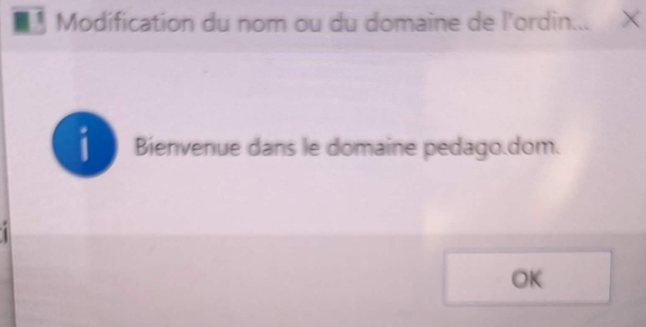 Modification du nom ou du domaine de l'ordin...
Bienvenue dans le domaine pedago.dom.
OK